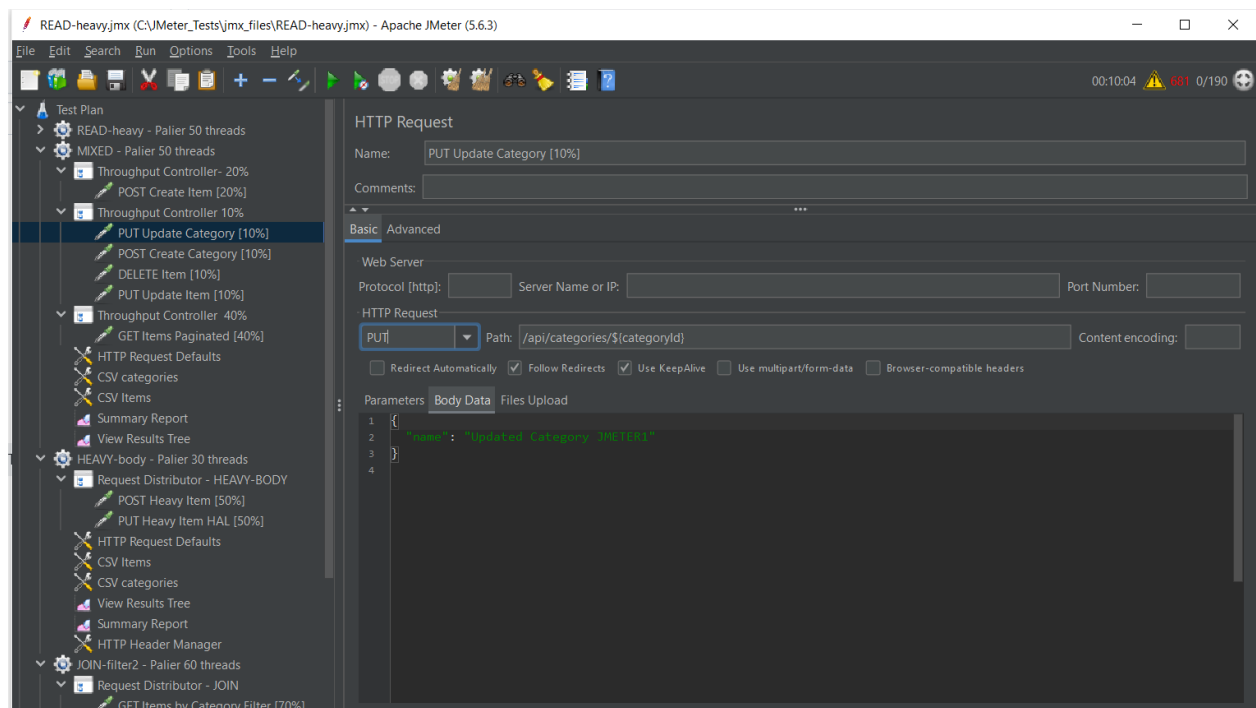 READ-heavy.jmx (C:\JMeter_Tests\jmx_files\READ-heavy.jmx) - Apache JMeter (5.6.3)
File Edit Search Run Options Tools Help
00:10:04 681 0/190
Test Plan
READ-heavy - Palier 50 threads
MIXED - Palier 50 threads
Throughput Controller- 20%
POST Create Item [20%]
Throughput Controller 10%
PUT Update Category [10%]
POST Create Category [10%]
DELETE Item [10%]
PUT Update Item [10%]
Throughput Controller 40%
GET Items Paginated [40%]
HTTP Request Defaults
CSV categories
CSV Items
Summary Report
View Results Tree
HEAVY-body - Palier 30 threads
Request Distributor - HEAVY-BODY
POST Heavy Item [50%]
PUT Heavy Item HAL [50%]
HTTP Request Defaults
CSV Items
CSV categories
View Results Tree
Summary Report
HTTP Header Manager
JOIN-filter2 - Palier 60 threads
Request Distributor - JOIN
GET Items by Category Filter [70%]
HTTP Request
Name: PUT Update Category [10%]
Comments:
Basic Advanced
Web Server
Protocol [http]: Server Name or IP: Port Number:
HTTP Request
PUT Path: /api/categories/${categoryId} Content encoding:
Redirect Automatically Follow Redirects Use KeepAlive Use multipart/form-data Browser-compatible headers
Parameters Body Data Files Upload
1 {
2 "name": "Updated Category JMETER1"
3 }
4